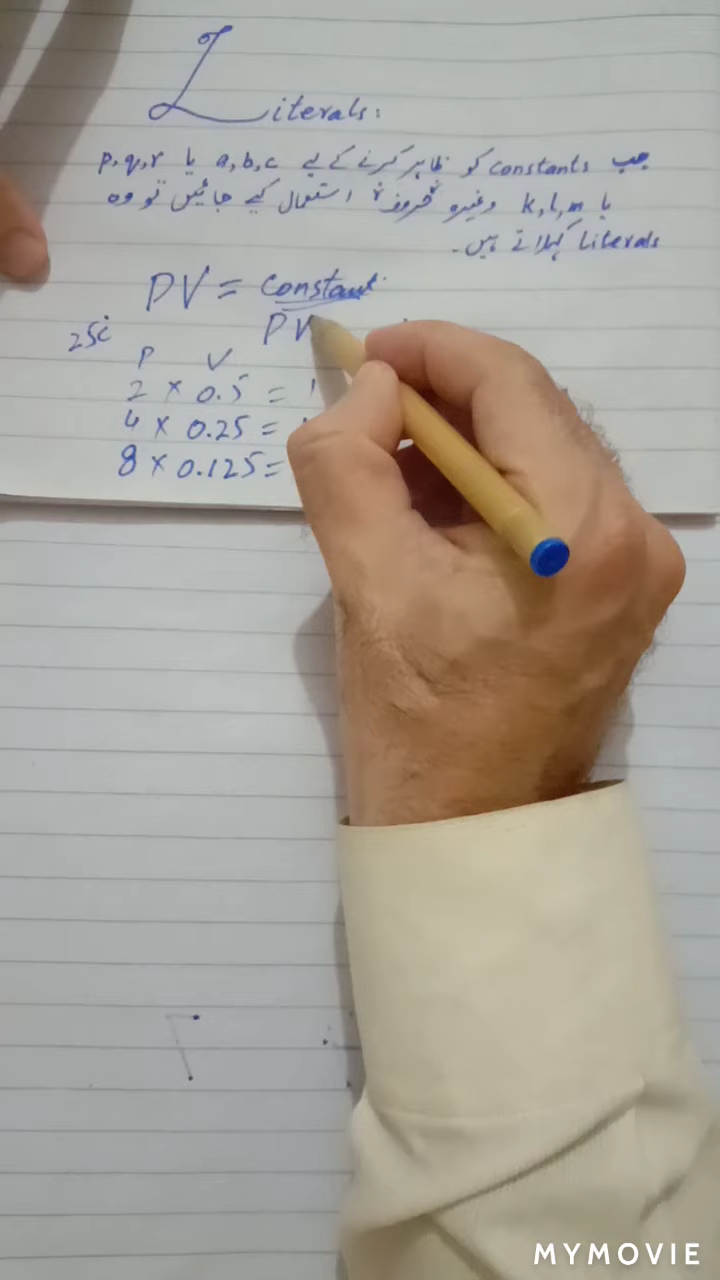 Literals:
جب constants کو ظاہر کرنے کے لیے a,b,c یا p,q,r
یا k,l,m وغیرہ "حروف" استعمال کیے جائیں تو وہ
Literals کہلاتے ہیں۔
PV = Constant
PV
P V
2 × 0.5 =
4 × 0.25 =
8 × 0.125 =
MYMOVIE